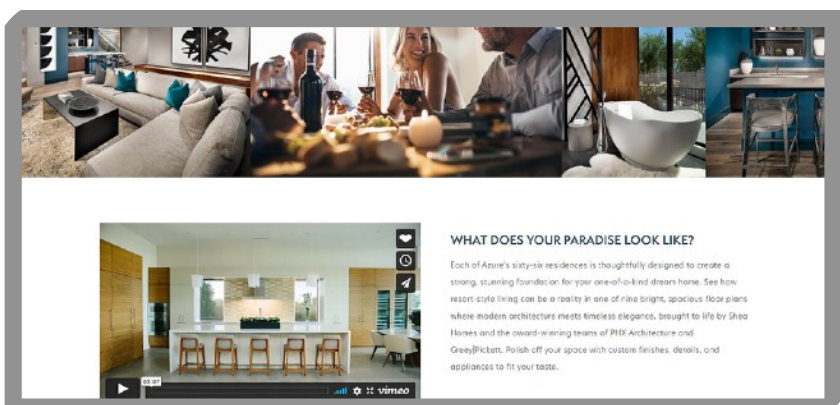 WHAT DOES YOUR PARADISE LOOK LIKE?
Each of Azure's sixty-six residences is thoughtfully designed to create a
strong, stunning foundation for your one-of-a-kind dream home. See how
resort-style living can be a reality in one of nine bright, spacious floor plans
where modern architecture meets timeless elegance, brought to life by Shea
Homes and the award-winning teams of PHX Architecture and
Greey|Pickett. Polish off your space with custom finishes, details, and
appliances to fit your taste.
03:07
vimeo